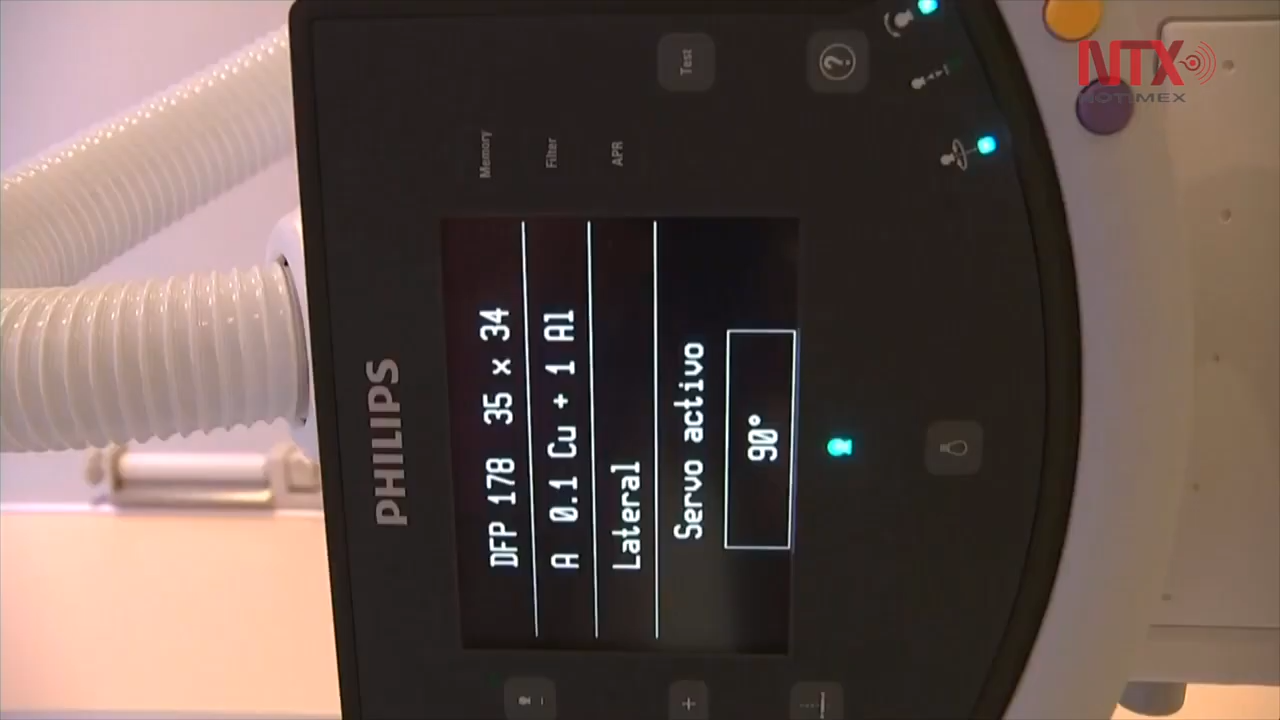 PHILIPS
Memory
Filter
APR
Test
?
DFP 178 35 x 34
A 0.1 Cu + 1 Al
Lateral
Servo activo
90°
NTX
NOTIMEX